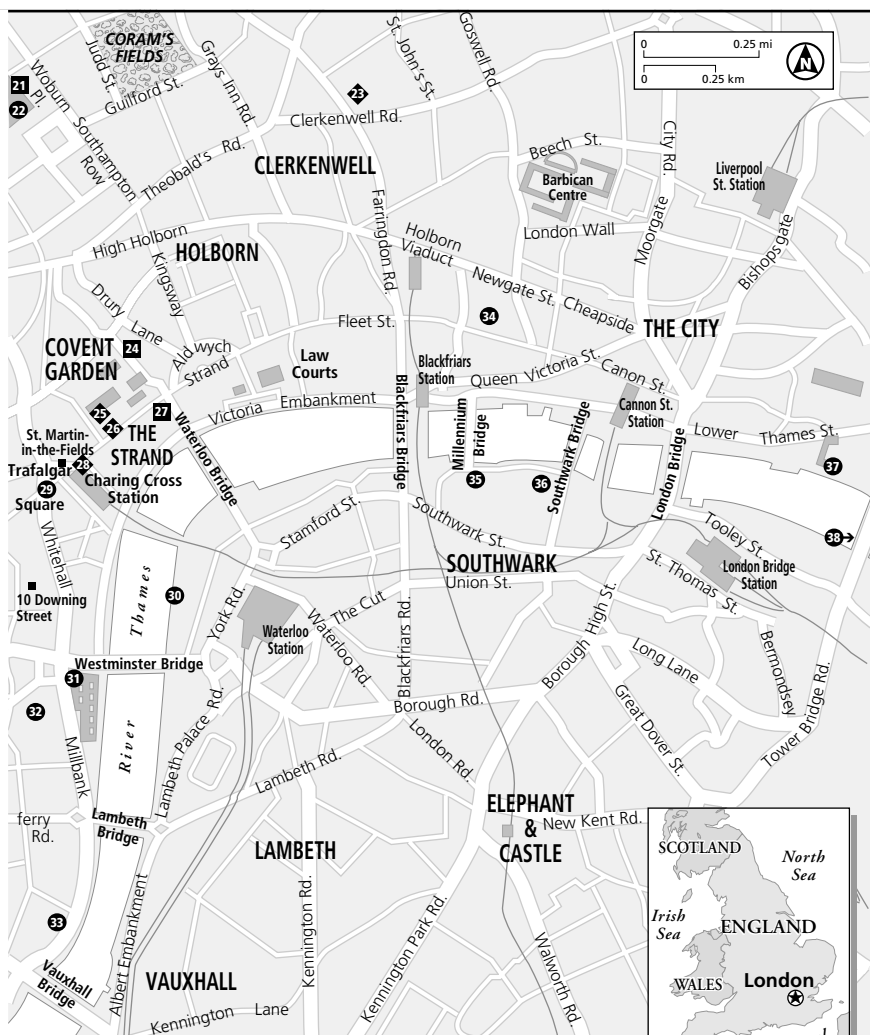 CORAM'S
FIELDS
Judd St.
Grays Inn Rd.
St. John's St.
Goswell Rd.
0 0.25 mi
0 0.25 km
N
21
22
Woburn Pl.
Guilford St.
Southampton
Row
Theobald's Rd.
23
Clerkenwell Rd.
CLERKENWELL
Beech St.
Barbican
Centre
City Rd.
Liverpool
St. Station
London Wall
Moorgate
Bishopsgate
Farringdon Rd.
High Holborn
HOLBORN
Kingsway
Holborn
Viaduct
Newgate St.
Cheapside
34
THE CITY
Drury
Lane
24
COVENT
GARDEN
Aldwych
Strand
Law
Courts
Fleet St.
Blackfriars
Station
Queen Victoria St.
Canon St.
Cannon St.
Station
25
26
27
THE
STRAND
Victoria Embankment
Waterloo Bridge
Blackfriars Bridge
Millennium
Bridge
Southwark Bridge
London Bridge
Lower Thames St.
37
38
St. Martin-
in-the-Fields
Trafalgar
28
29
Square
Charing Cross
Station
35
36
Whitehall
Stamford St.
Southwark St.
SOUTHWARK
Union St.
Tooley St.
London Bridge
Station
St. Thomas St.
10 Downing
Street
Thames
30
York Rd.
Waterloo
Station
The Cut
Waterloo Rd.
Blackfriars Rd.
Borough High St.
Bermondsey
Long Lane
Great Dover St.
Tower Bridge Rd.
Westminster Bridge
31
32
Millbank
River
Lambeth Palace Rd.
Borough Rd.
London Rd.
Lambeth Rd.
ferry
Rd.
Lambeth
Bridge
LAMBETH
ELEPHANT
&
CASTLE
New Kent Rd.
33
Vauxhall
Bridge
Albert Embankment
VAUXHALL
Kennington Rd.
Kennington Lane
Kennington Park Rd.
Walworth Rd.
SCOTLAND
North
Sea
Irish
Sea
ENGLAND
WALES
London